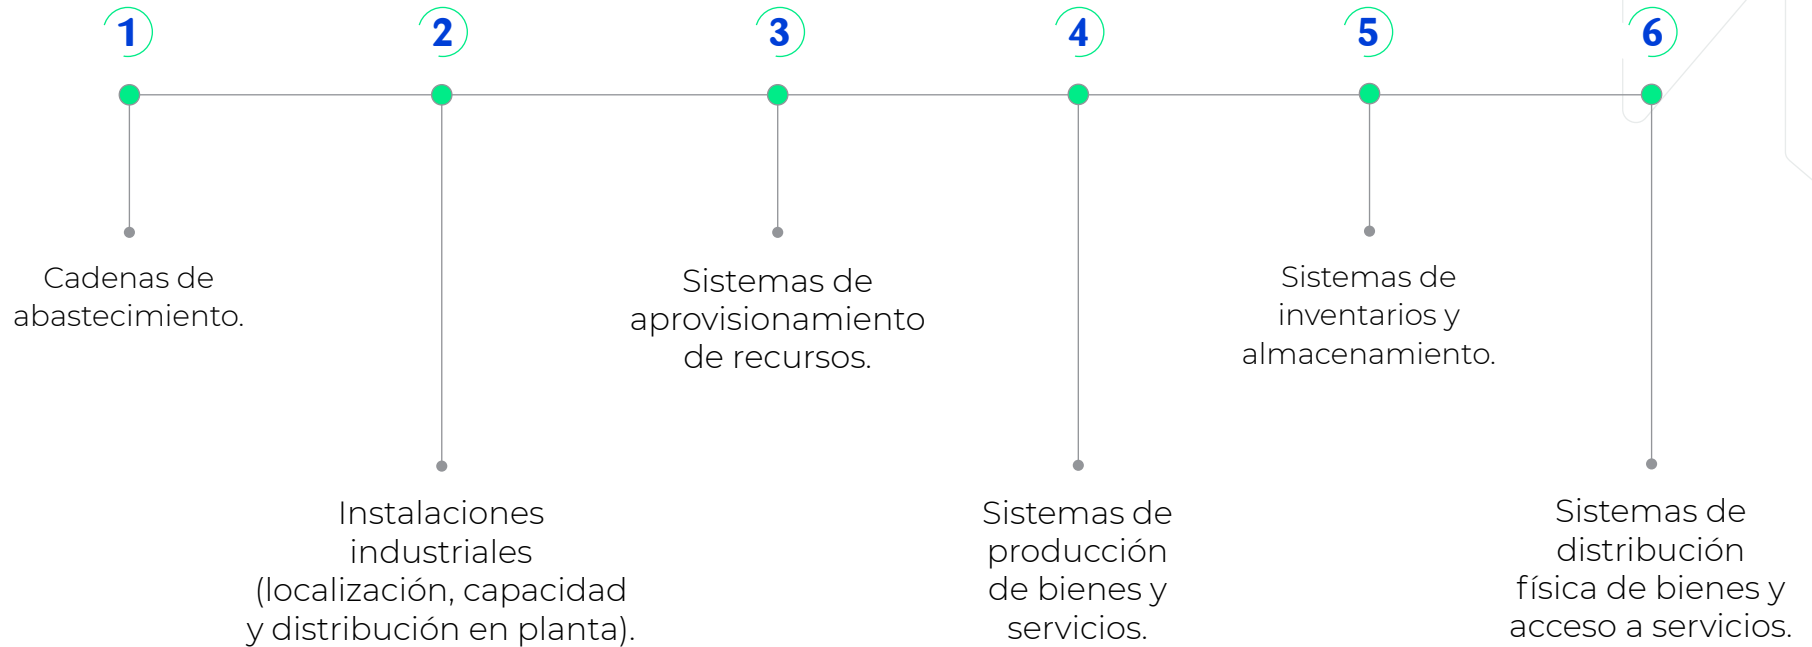 1
Cadenas de
abastecimiento.
2
Instalaciones
industriales
(localización, capacidad
y distribución en planta).
3
Sistemas de
aprovisionamiento
de recursos.
4
Sistemas de
producción
de bienes y
servicios.
5
Sistemas de
inventarios y
almacenamiento.
6
Sistemas de
distribución
física de bienes y
acceso a servicios.